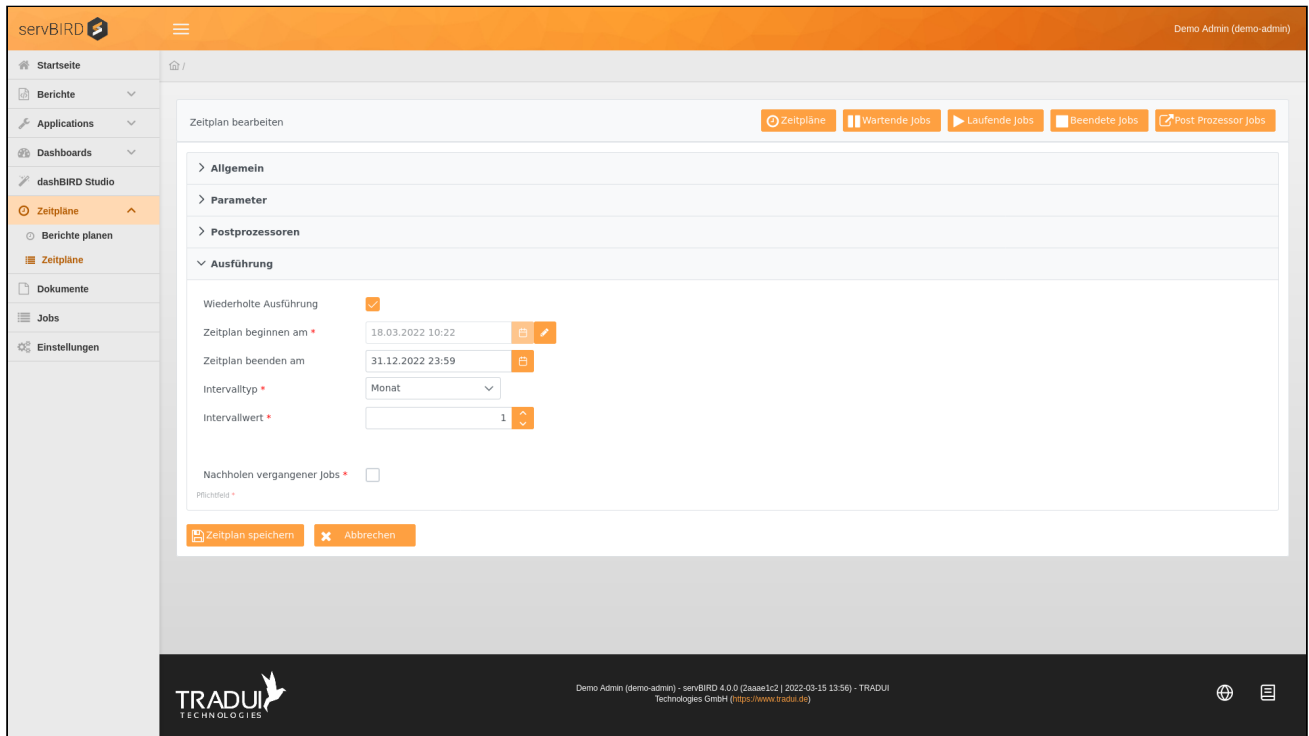 servBIRD
Demo Admin (demo-admin)
Startseite
/
Berichte
Applications
Dashboards
dashBIRD Studio
Zeitpläne
Berichte planen
Zeitpläne
Dokumente
Jobs
Einstellungen
Zeitplan bearbeiten
Zeitpläne
Wartende Jobs
Laufende Jobs
Beendete Jobs
Post Prozessor Jobs
Allgemein
Parameter
Postprozessoren
Ausführung
Wiederholte Ausführung
Zeitplan beginnen am * 18.03.2022 10:22
Zeitplan beenden am 31.12.2022 23:59
Intervalltyp * Monat
Intervallwert * 1
Nachholen vergangener Jobs *
Pflichtfeld *
Zeitplan speichern
Abbrechen
TRADUI
TECHNOLOGIES
Demo Admin (demo-admin) - servBIRD 4.0.0 (2aaae1c2 | 2022-03-15 13:56) - TRADUI
Technologies GmbH (https://www.tradui.de)